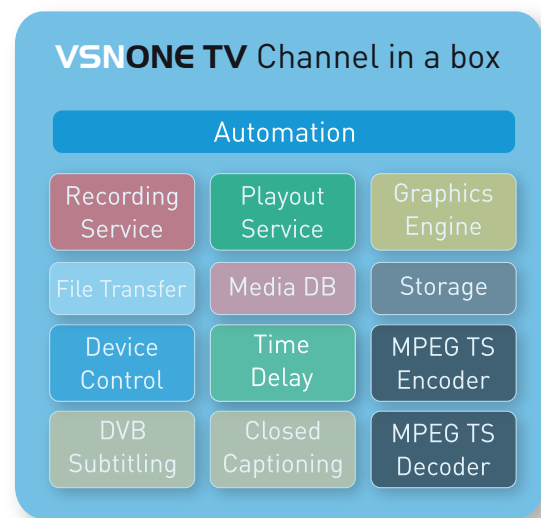 VSNONE TV Channel in a box
Automation
Recording
Service
Playout
Service
Graphics
Engine
File Transfer
Media DB
Storage
Device
Control
Time
Delay
MPEG TS
Encoder
DVB
Subtitling
Closed
Captioning
MPEG TS
Decoder